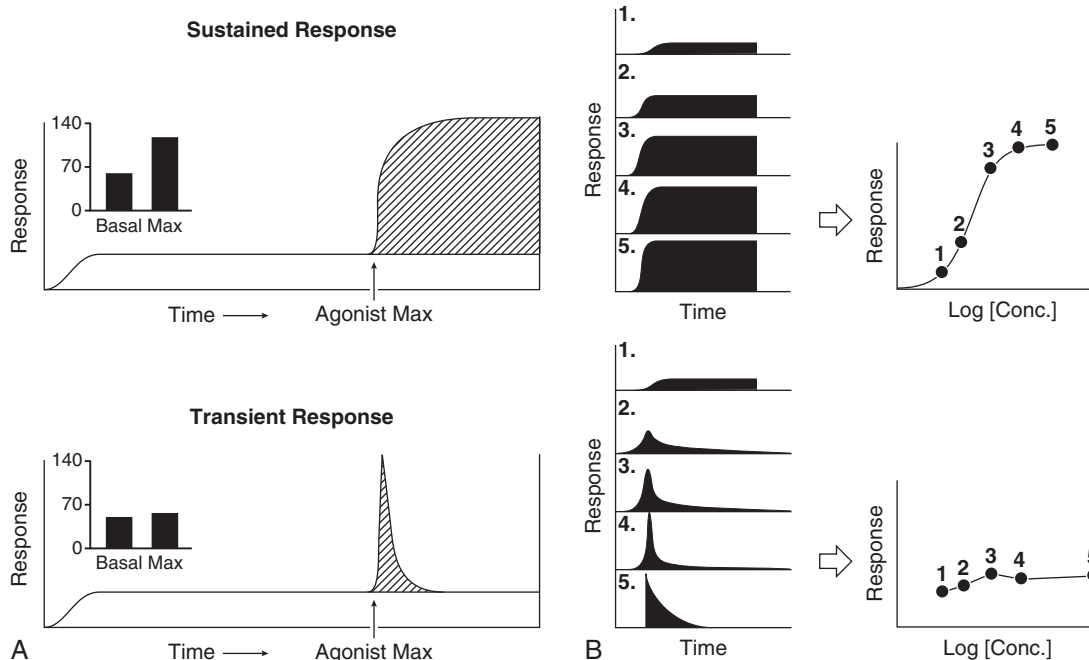 Sustained Response
Response
140
70
0
Basal Max
Time
Agonist Max
Transient Response
Response
140
70
0
Basal Max
A
Time
Agonist Max
1.
2.
3.
4.
5.
Response
Time
Response
1
2
3
4
5
Log [Conc.]
1.
2.
3.
4.
5.
Response
B
Time
Response
1
2
3
4
5
Log [Conc.]